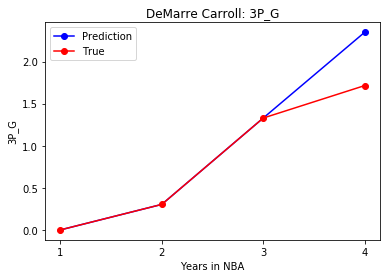 DeMarre Carroll: 3P_G
Prediction
True
2.0
1.5
1.0
0.5
0.0
3P_G
1 2 3 4
Years in NBA